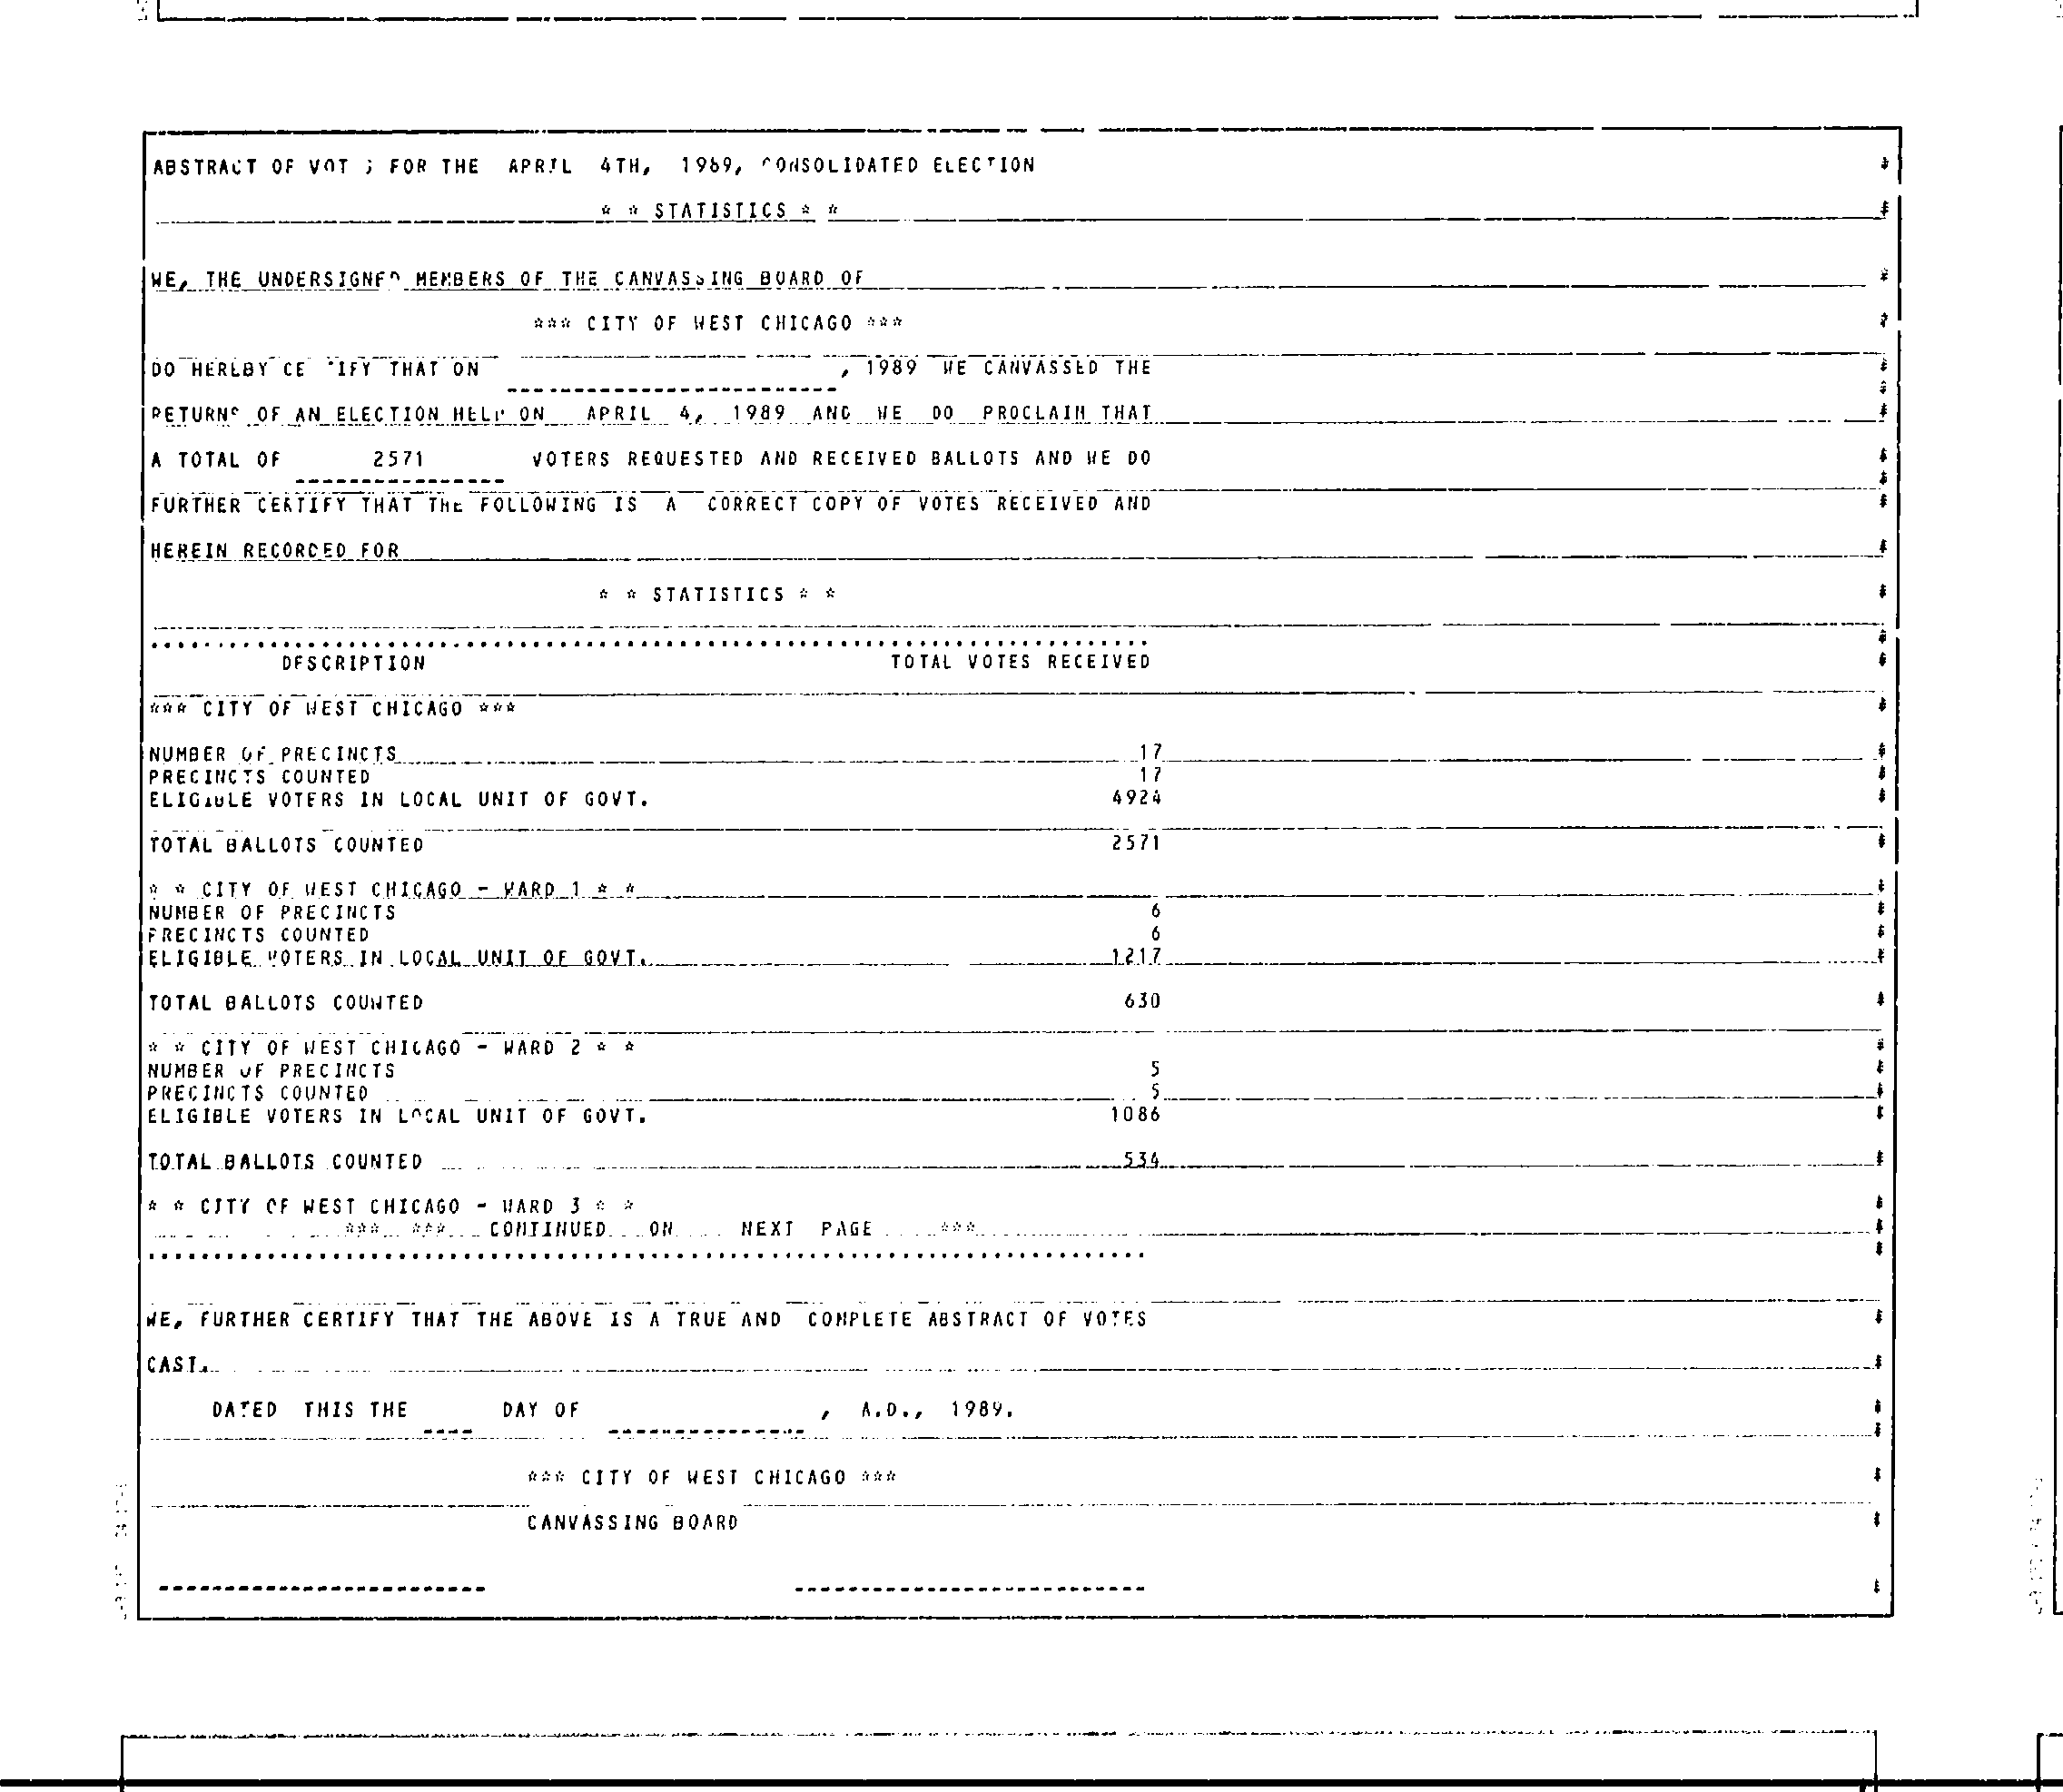 ABSTRACT OF FOR THE APRIL 4TH, 1989, CONSOLIDATED ELECTION
* * STATISTICS * *
WE, THE UNDERSIGNED MEMBERS OF THE CANVASSING BOARD OF
*** CITY OF WEST CHICAGO ***
DO HEREBY CERTIFY THAT ON , 1989 WE CANVASSED THE
RETURNS OF AN ELECTION HELD ON APRIL 4, 1989 AND WE DO PROCLAIM THAT
A TOTAL OF 2571 VOTERS REQUESTED AND RECEIVED BALLOTS AND WE DO
FURTHER CERTIFY THAT THE FOLLOWING IS A CORRECT COPY OF VOTES RECEIVED AND
HEREIN RECORDED FOR
* * STATISTICS * *
DESCRIPTION TOTAL VOTES RECEIVED
*** CITY OF WEST CHICAGO ***
NUMBER OF PRECINCTS 17
PRECINCTS COUNTED 17
ELIGIBLE VOTERS IN LOCAL UNIT OF GOVT. 4924
TOTAL BALLOTS COUNTED 2571
* * CITY OF WEST CHICAGO - WARD 1 * *
NUMBER OF PRECINCTS 6
PRECINCTS COUNTED 6
ELIGIBLE VOTERS IN LOCAL UNIT OF GOVT. 1217
TOTAL BALLOTS COUNTED 630
* * CITY OF WEST CHICAGO - WARD 2 * *
NUMBER OF PRECINCTS 5
PRECINCTS COUNTED 5
ELIGIBLE VOTERS IN LOCAL UNIT OF GOVT. 1086
TOTAL BALLOTS COUNTED 534
* * CITY OF WEST CHICAGO - WARD 3 * *
*** *** CONTINUED ON NEXT PAGE ***
WE, FURTHER CERTIFY THAT THE ABOVE IS A TRUE AND COMPLETE ABSTRACT OF VOTES
CAST.
DATED THIS THE DAY OF , A.D., 1989.
*** CITY OF WEST CHICAGO ***
CANVASSING BOARD